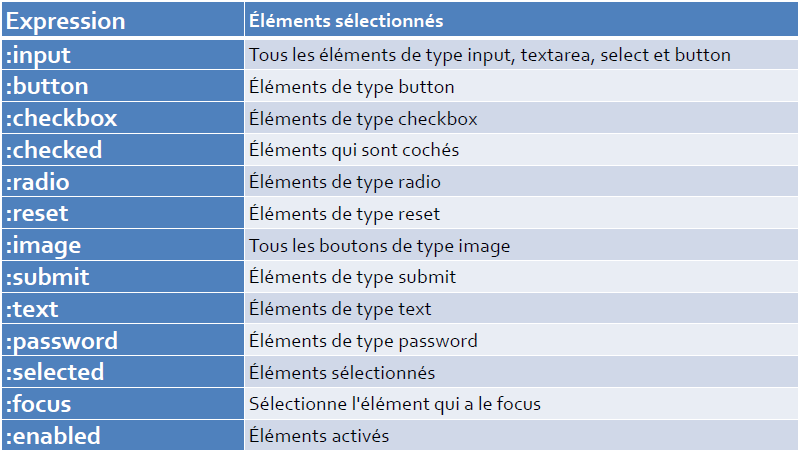 Expression Éléments sélectionnés
:input Tous les éléments de type input, textarea, select et button
:button Éléments de type button
:checkbox Éléments de type checkbox
:checked Éléments qui sont cochés
:radio Éléments de type radio
:reset Éléments de type reset
:image Tous les boutons de type image
:submit Éléments de type submit
:text Éléments de type text
:password Éléments de type password
:selected Éléments sélectionnés
:focus Sélectionne l'élément qui a le focus
:enabled Éléments activés